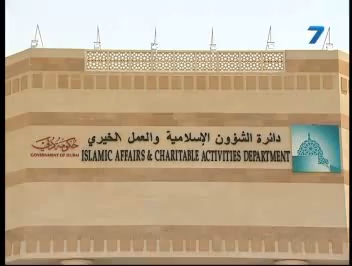 7
دائرة الشؤون الإسلامية والعمل الخيري
حكومة دبي
GOVERNMENT OF DUBAI
ISLAMIC AFFAIRS & CHARITABLE ACTIVITIES DEPARTMENT